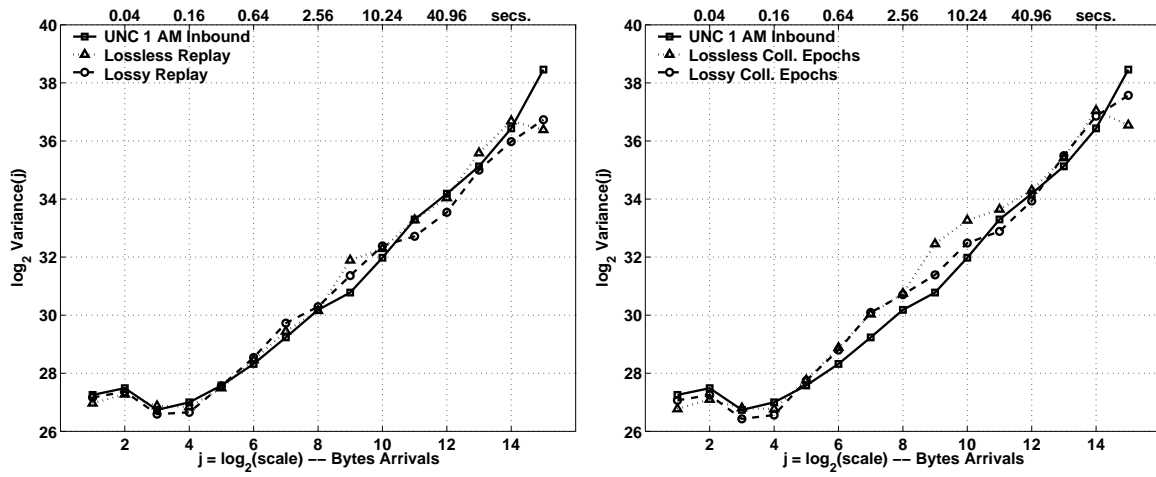 0.04 0.16 0.64 2.56 10.24 40.96 secs.
40
38
36
34
32
30
28
26
UNC 1 AM Inbound
Lossless Replay
Lossy Replay
log2 Variance(j)
2 4 6 8 10 12 14
j = log2(scale) −− Bytes Arrivals
0.04 0.16 0.64 2.56 10.24 40.96 secs.
40
38
36
34
32
30
28
26
UNC 1 AM Inbound
Lossless Coll. Epochs
Lossy Coll. Epochs
log2 Variance(j)
2 4 6 8 10 12 14
j = log2(scale) −− Bytes Arrivals